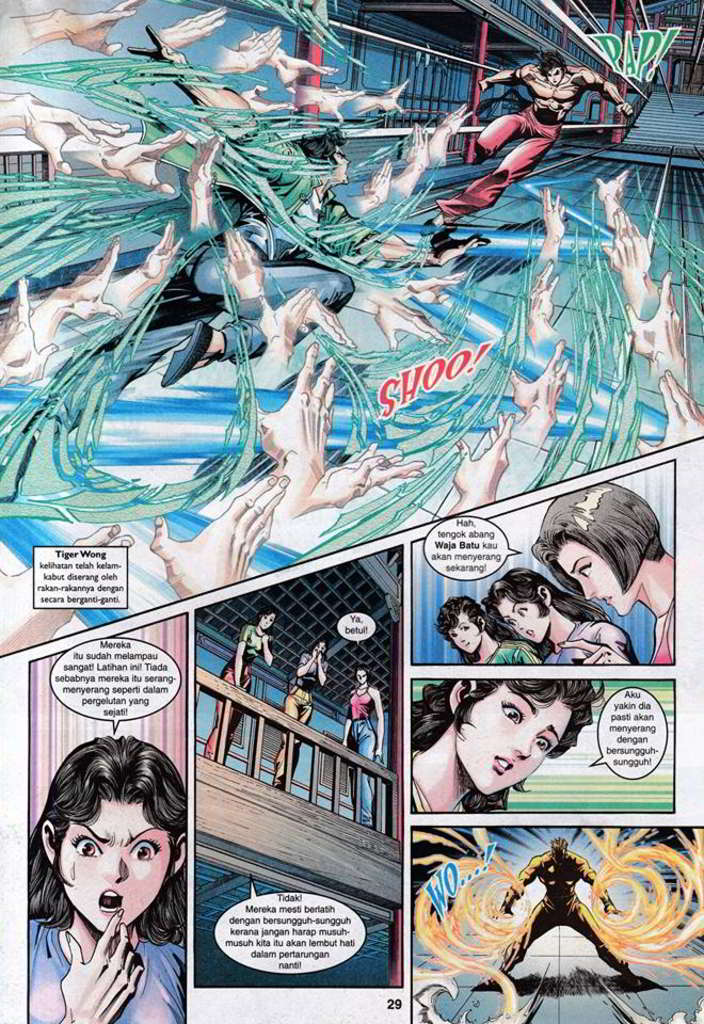 PAP!
SHOO!
Tiger Wong
kelihatan telah kelam-
kabut diserang oleh
rakan-rakannya dengan
secara berganti-ganti.
Hah,
tengok abang
Waja Batu kau
akan menyerang
sekarang!
Mereka
itu sudah melampau
sangat! Latihan ini! Tiada
sebabnya mereka itu serang-
menyerang seperti dalam
pergelutan yang
sejati!
Ya,
betul!
Tidak!
Mereka mesti berlatih
dengan bersungguh-sungguh
kerana jangan harap musuh-
musuh kita itu akan lembut hati
dalam pertarungan
nanti!
Aku
yakin dia
pasti akan
menyerang
dengan
bersungguh-
sungguh!
WO....!
29